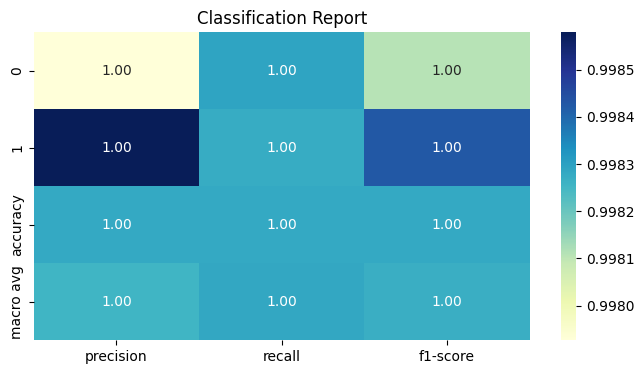 Classification Report
0 1.00 1.00 1.00
1 1.00 1.00 1.00
accuracy 1.00 1.00 1.00
macro avg 1.00 1.00 1.00
precision recall f1-score
0.9985
0.9984
0.9983
0.9982
0.9981
0.9980